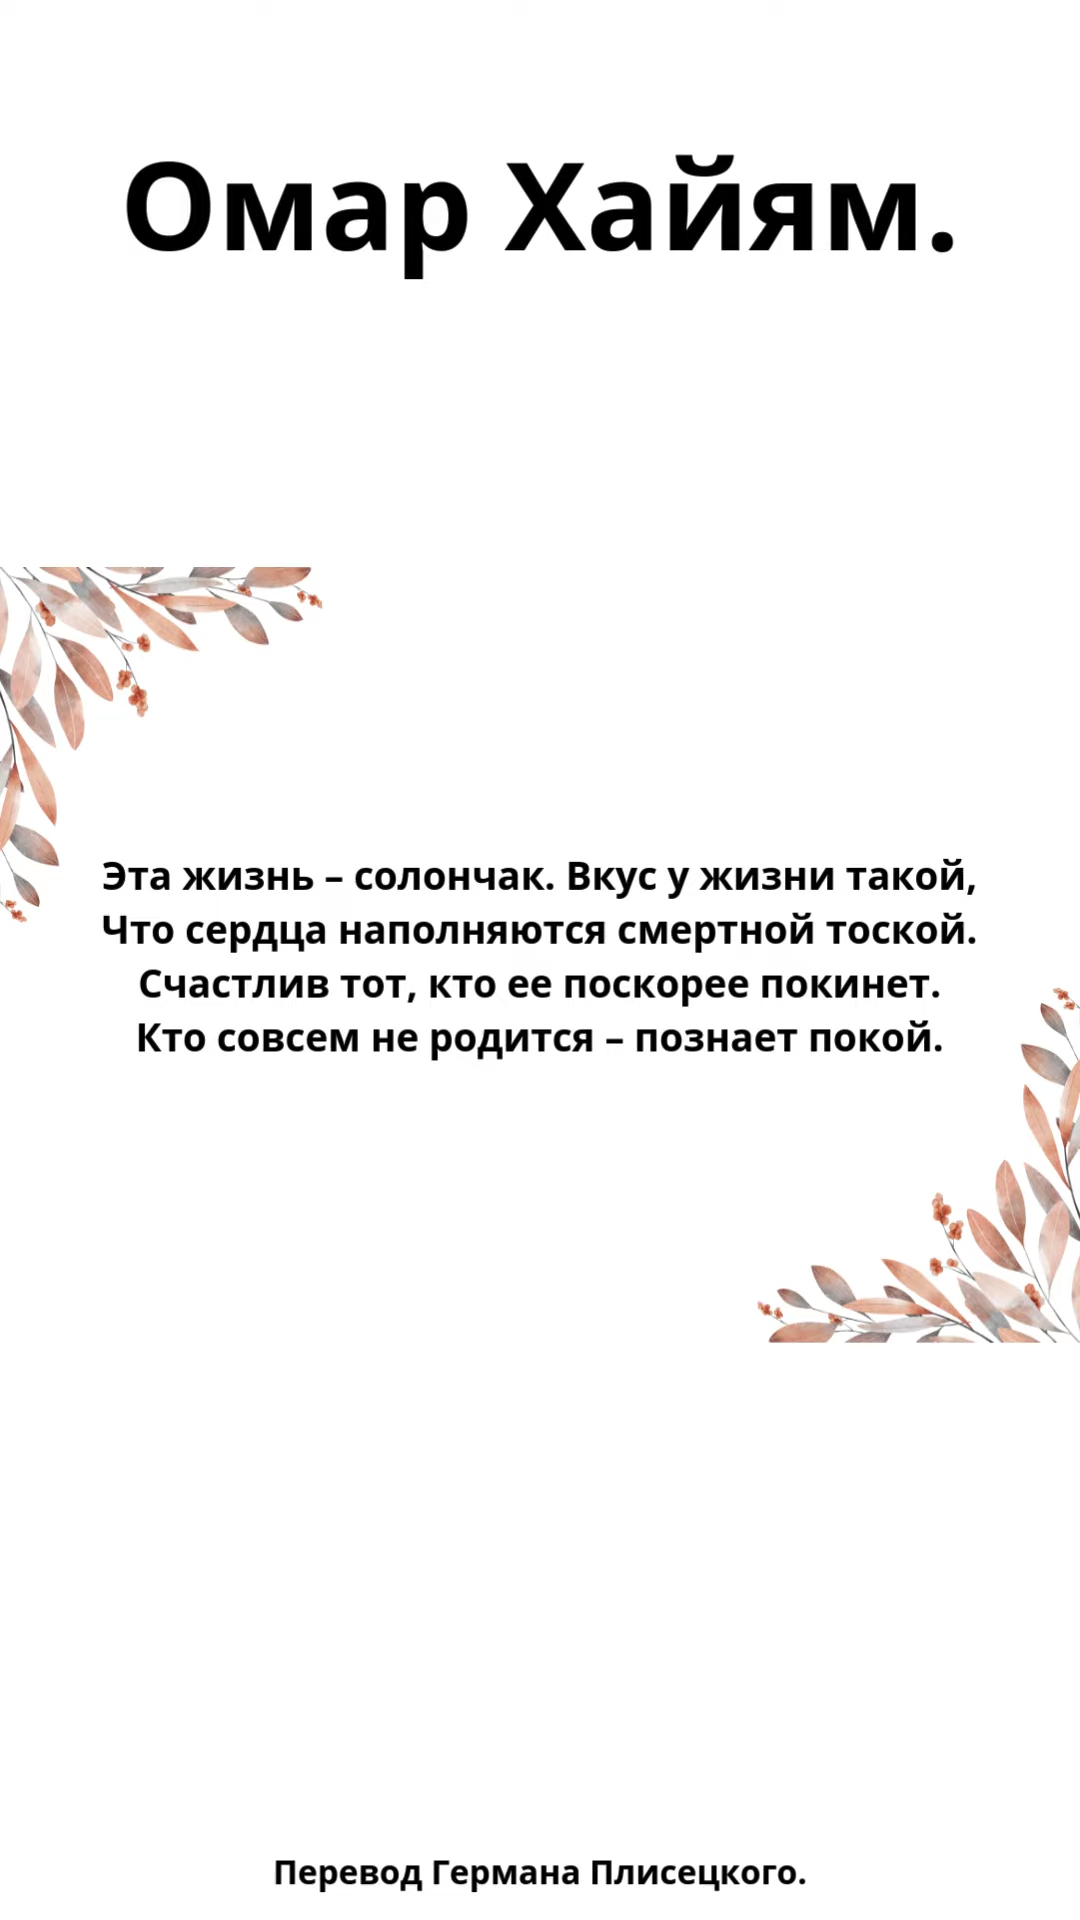 Омар Хайям.
Эта жизнь – солончак. Вкус у жизни такой,
Что сердца наполняются смертной тоской.
Счастлив тот, кто ее поскорее покинет.
Кто совсем не родится – познает покой.
Перевод Германа Плисецкого.